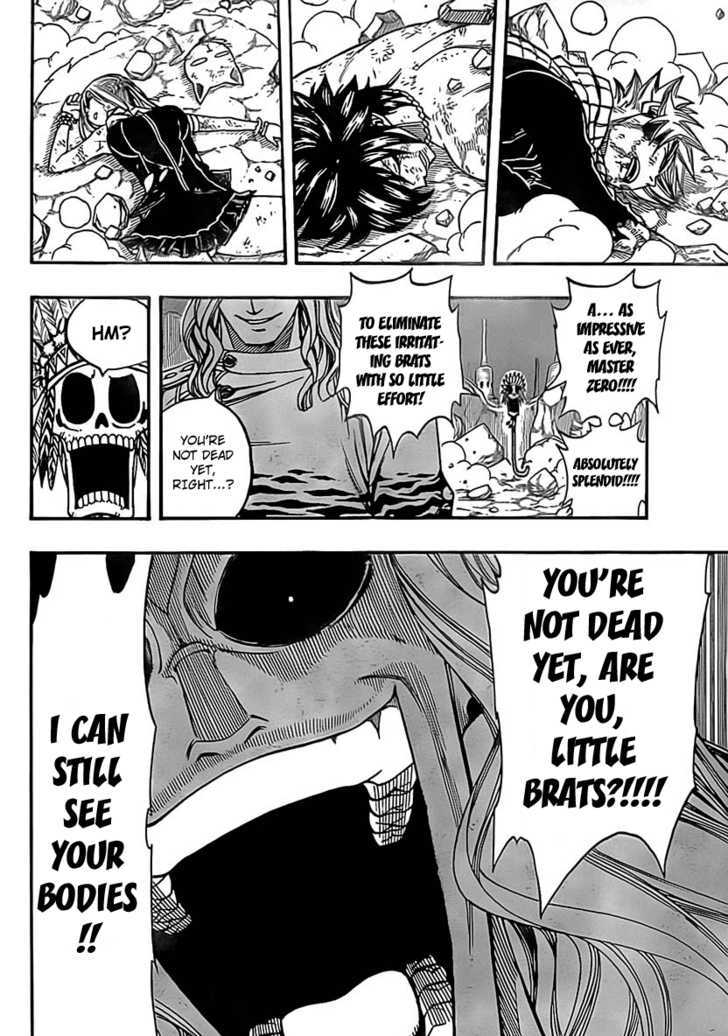 A... AS
IMPRESSIVE
AS EVER,
MASTER
ZERO!!!!
ABSOLUTELY
SPLENDID!!!!
TO ELIMINATE
THESE IRRITAT-
ING BRATS
WITH SO LITTLE
EFFORT!
YOU'RE
NOT DEAD
YET,
RIGHT...?
HM?
YOU'RE
NOT DEAD
YET, ARE
YOU,
LITTLE
BRATS?!!!!
I CAN
STILL
SEE
YOUR
BODIES
!!